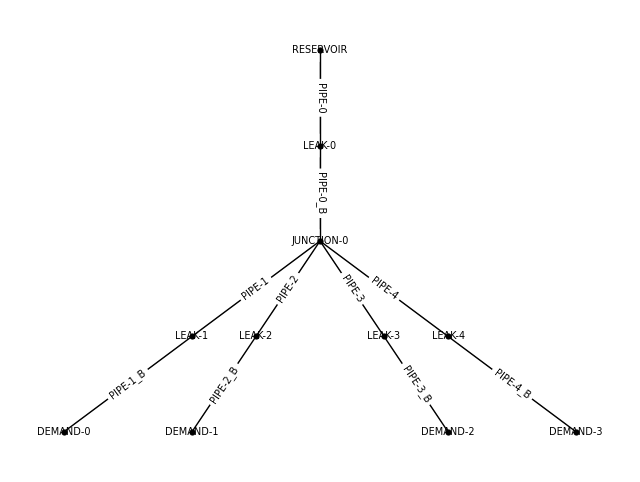 RESERVOIR
PIPE-0
LEAK-0
PIPE-0_B
JUNCTION-0
PIPE-1
PIPE-2
PIPE-3
PIPE-4
LEAK-1
LEAK-2
LEAK-3
LEAK-4
PIPE-1_B
PIPE-2_B
PIPE-3_B
PIPE-4_B
DEMAND-0
DEMAND-1
DEMAND-2
DEMAND-3